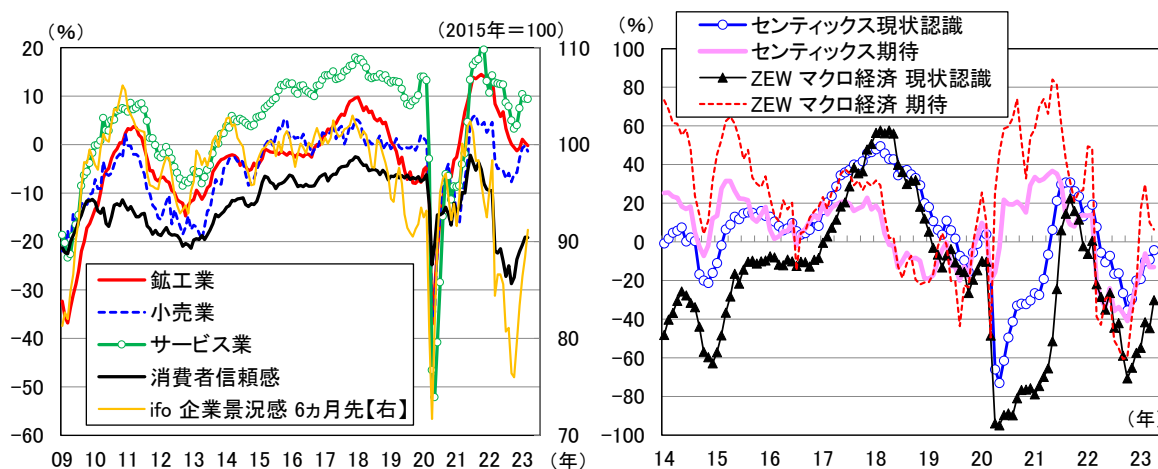 (%)
(2015年=100)
20
10
0
-10
-20
-30
-40
-50
-60
110
100
90
80
70
鉱工業
小売業
サービス業
消費者信頼感
ifo 企業景況感 6ヵ月先【右】
09 10 11 12 13 14 15 16 17 18 19 20 21 22 23
(年)
(%)
100
80
60
40
20
0
-20
-40
-60
-80
-100
センティックス現状認識
センティックス期待
ZEW マクロ経済 現状認識
ZEW マクロ経済 期待
(年)
14 15 16 17 18 19 20 21 22 23